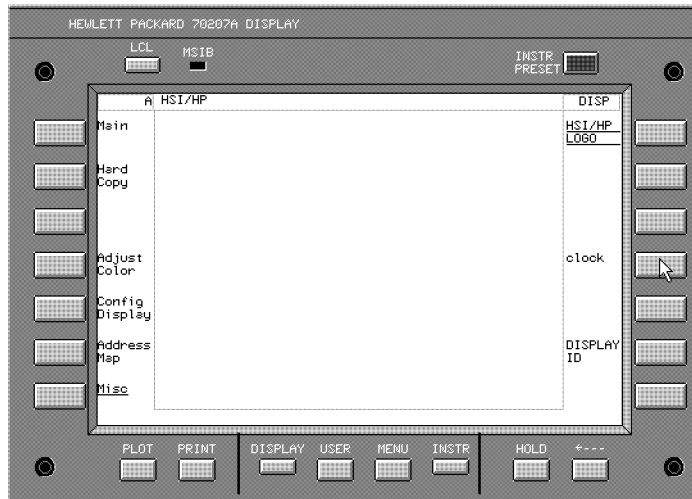 HEWLETT PACKARD 70207A DISPLAY
LCL
MSIB
INSTR
PRESET
A HSI/HP
DISP
Main
HSI/HP
LOGO
Hard
Copy
Adjust
Color
clock
Config
Display
Address
Map
DISPLAY
ID
Misc
PLOT PRINT DISPLAY USER MENU INSTR HOLD ←---